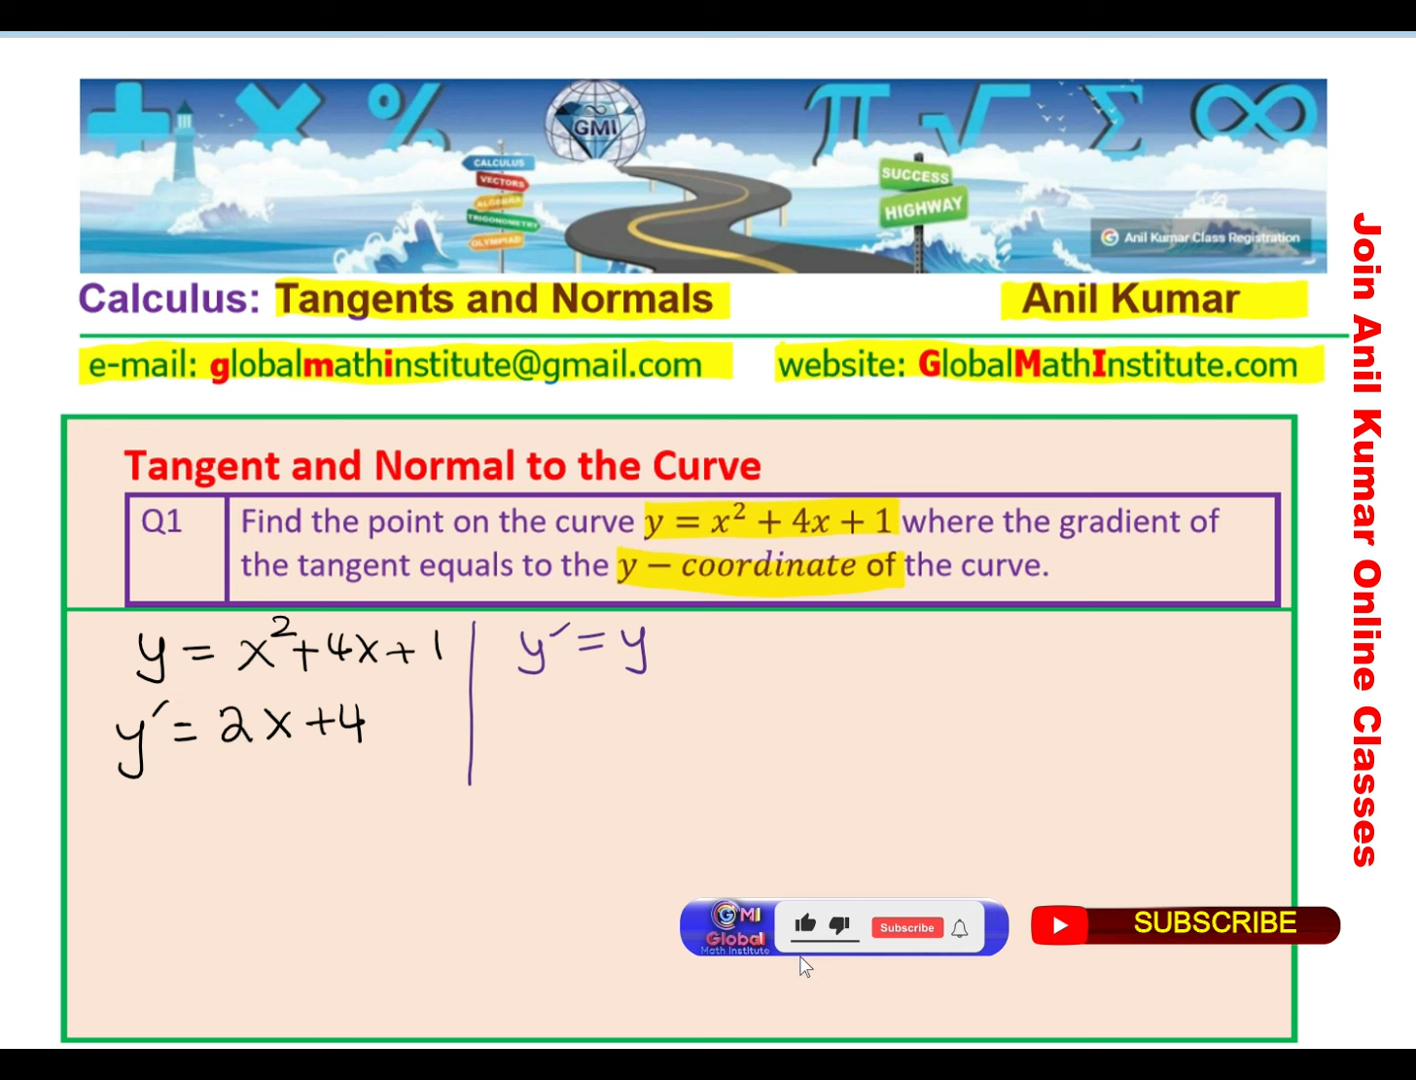 GMI
CALCULUS
VECTORS
ALGEBRA
TRIGONOMETRY
OLYMPIAD
SUCCESS
HIGHWAY
Anil Kumar Class Registration
Calculus: Tangents and Normals Anil Kumar
e-mail: globalmathinstitute@gmail.com website: GlobalMathInstitute.com
Join Anil Kumar Online Classes
Tangent and Normal to the Curve
Q1 Find the point on the curve y = x² + 4x + 1 where the gradient of
the tangent equals to the y − coordinate of the curve.
y = x² + 4x + 1 y′ = y
y′ = 2x + 4
GMI
Global
Math Institute
Subscribe
SUBSCRIBE